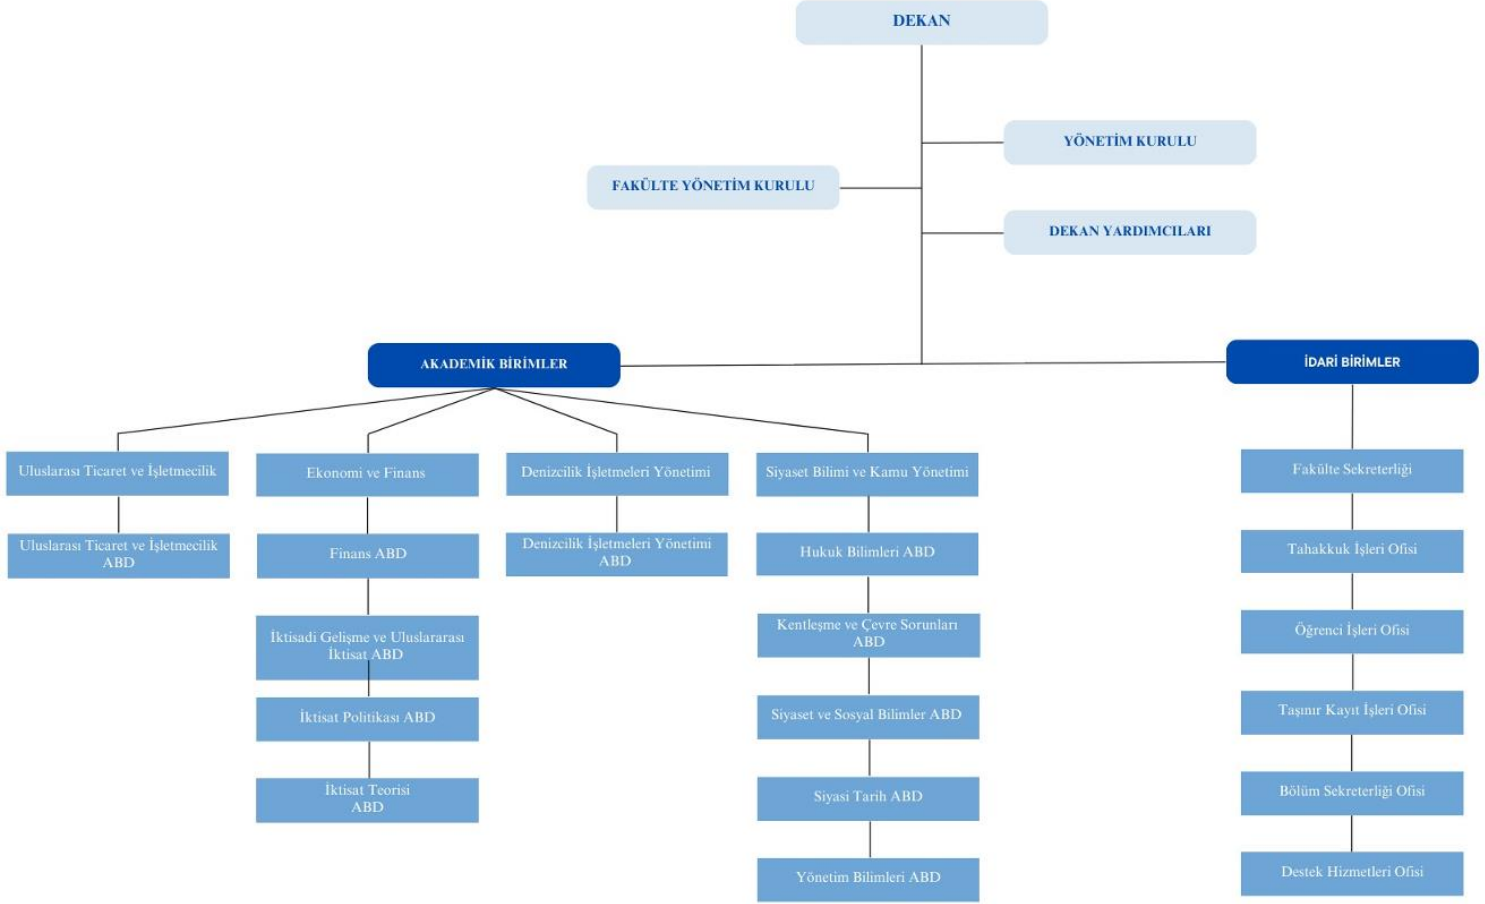 DEKAN
YÖNETİM KURULU
FAKÜLTE YÖNETİM KURULU
DEKAN YARDIMCILARI
AKADEMİK BİRİMLER
İDARİ BİRİMLER
Uluslarası Ticaret ve İşletmecilik
Uluslarası Ticaret ve İşletmecilik
ABD
Ekonomi ve Finans
Finans ABD
İktisadi Gelişme ve Uluslararası
İktisat ABD
İktisat Politikası ABD
İktisat Teorisi
ABD
Denizcilik İşletmeleri Yönetimi
Denizcilik İşletmeleri Yönetimi
ABD
Siyaset Bilimi ve Kamu Yönetimi
Hukuk Bilimleri ABD
Kentleşme ve Çevre Sorunları
ABD
Siyaset ve Sosyal Bilimler ABD
Siyasi Tarih ABD
Yönetim Bilimleri ABD
Fakülte Sekreterliği
Tahakkuk İşleri Ofisi
Öğrenci İşleri Ofisi
Taşınır Kayıt İşleri Ofisi
Bölüm Sekreterliği Ofisi
Destek Hizmetleri Ofisi